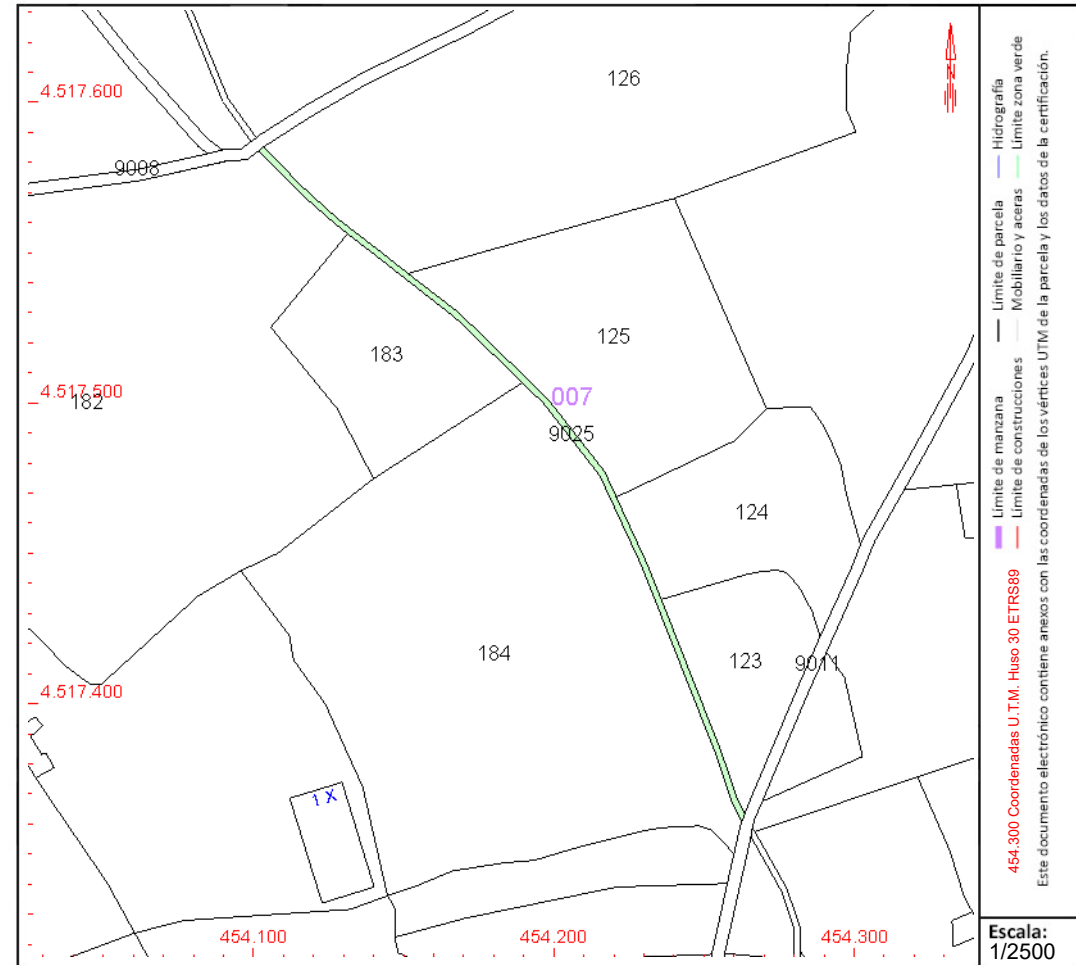 126
4.517.600
9008
183
125
4.517.500
182
007
9025
124
184
123
9011
4.517.400
1 X
454.100
454.200
454.300
N
Límite de manzana
Límite de parcela
Hidrografía
Límite de construcciones
Mobiliario y aceras
Límite zona verde
454.300 Coordenadas U.T.M. Huso 30 ETRS89
Este documento electrónico contiene anexos con las coordenadas de los vértices UTM de la parcela y los datos de la certificación.
Escala:
1/2500